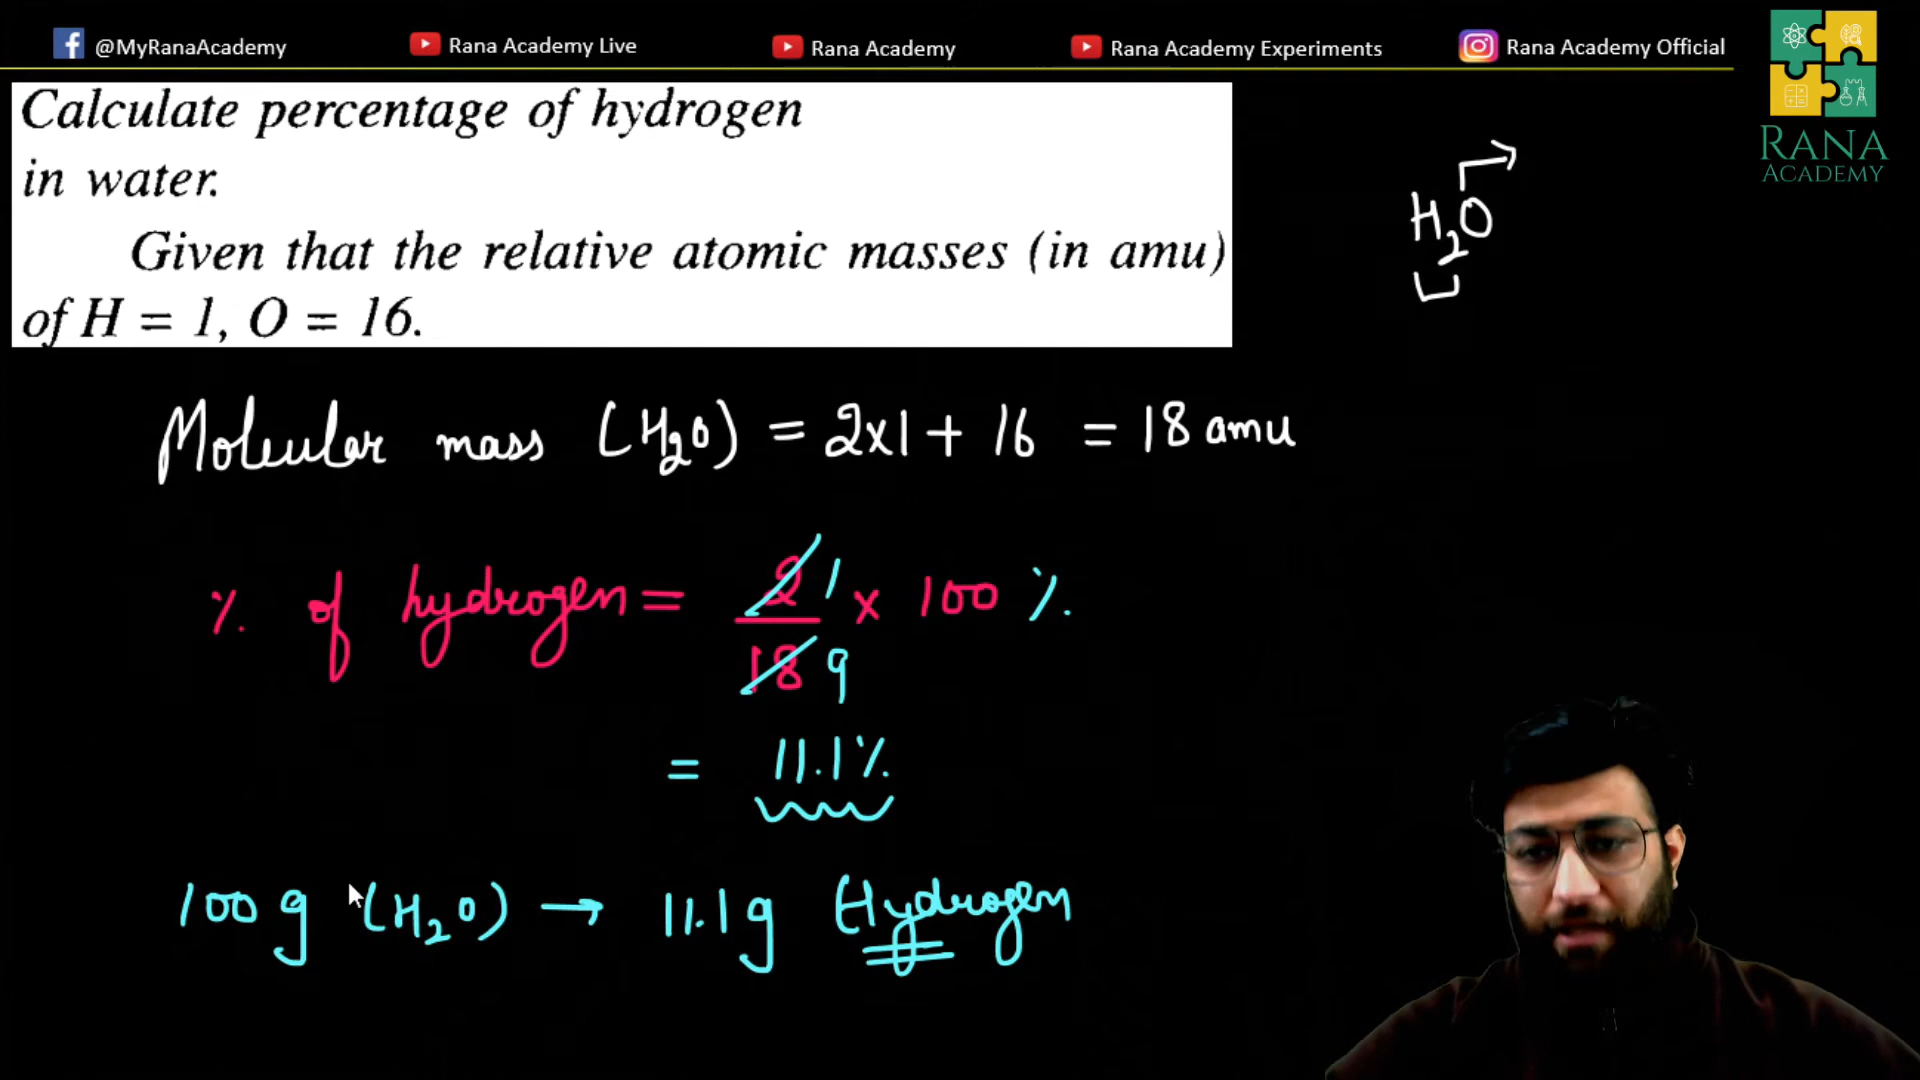 @MyRanaAcademy Rana Academy Live Rana Academy Rana Academy Experiments Rana Academy Official
RANA
ACADEMY
Calculate percentage of hydrogen
in water.
Given that the relative atomic masses (in amu)
of H = 1, O = 16.
H₂O
Molecular mass (H₂O) = 2x1 + 16 = 18 amu
% of hydrogen = 2/18 1/9 x 100 %
= 11.1%
100 g (H₂O) → 11.1 g Hydrogen